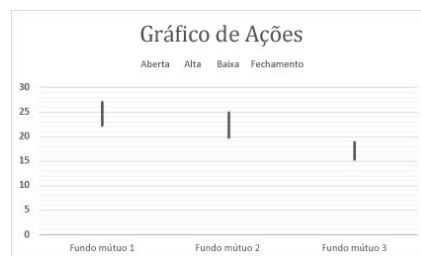 Gráfico de Ações
Aberta Alta Baixa Fechamento
30
25
20
15
10
5
0
Fundo mútuo 1 Fundo mútuo 2 Fundo mútuo 3